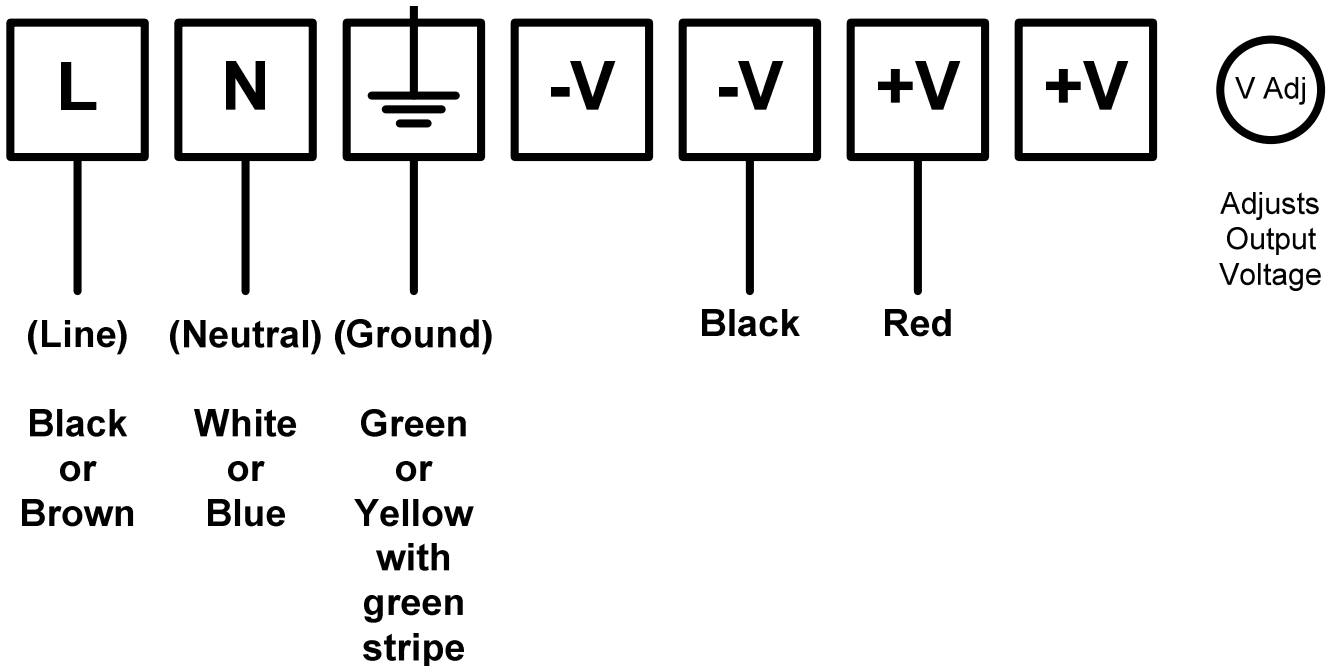 L N -V -V +V +V V Adj
Adjusts
Output
Voltage
(Line) (Neutral) (Ground) Black Red
Black White Green
or or or
Brown Blue Yellow
with
green
stripe